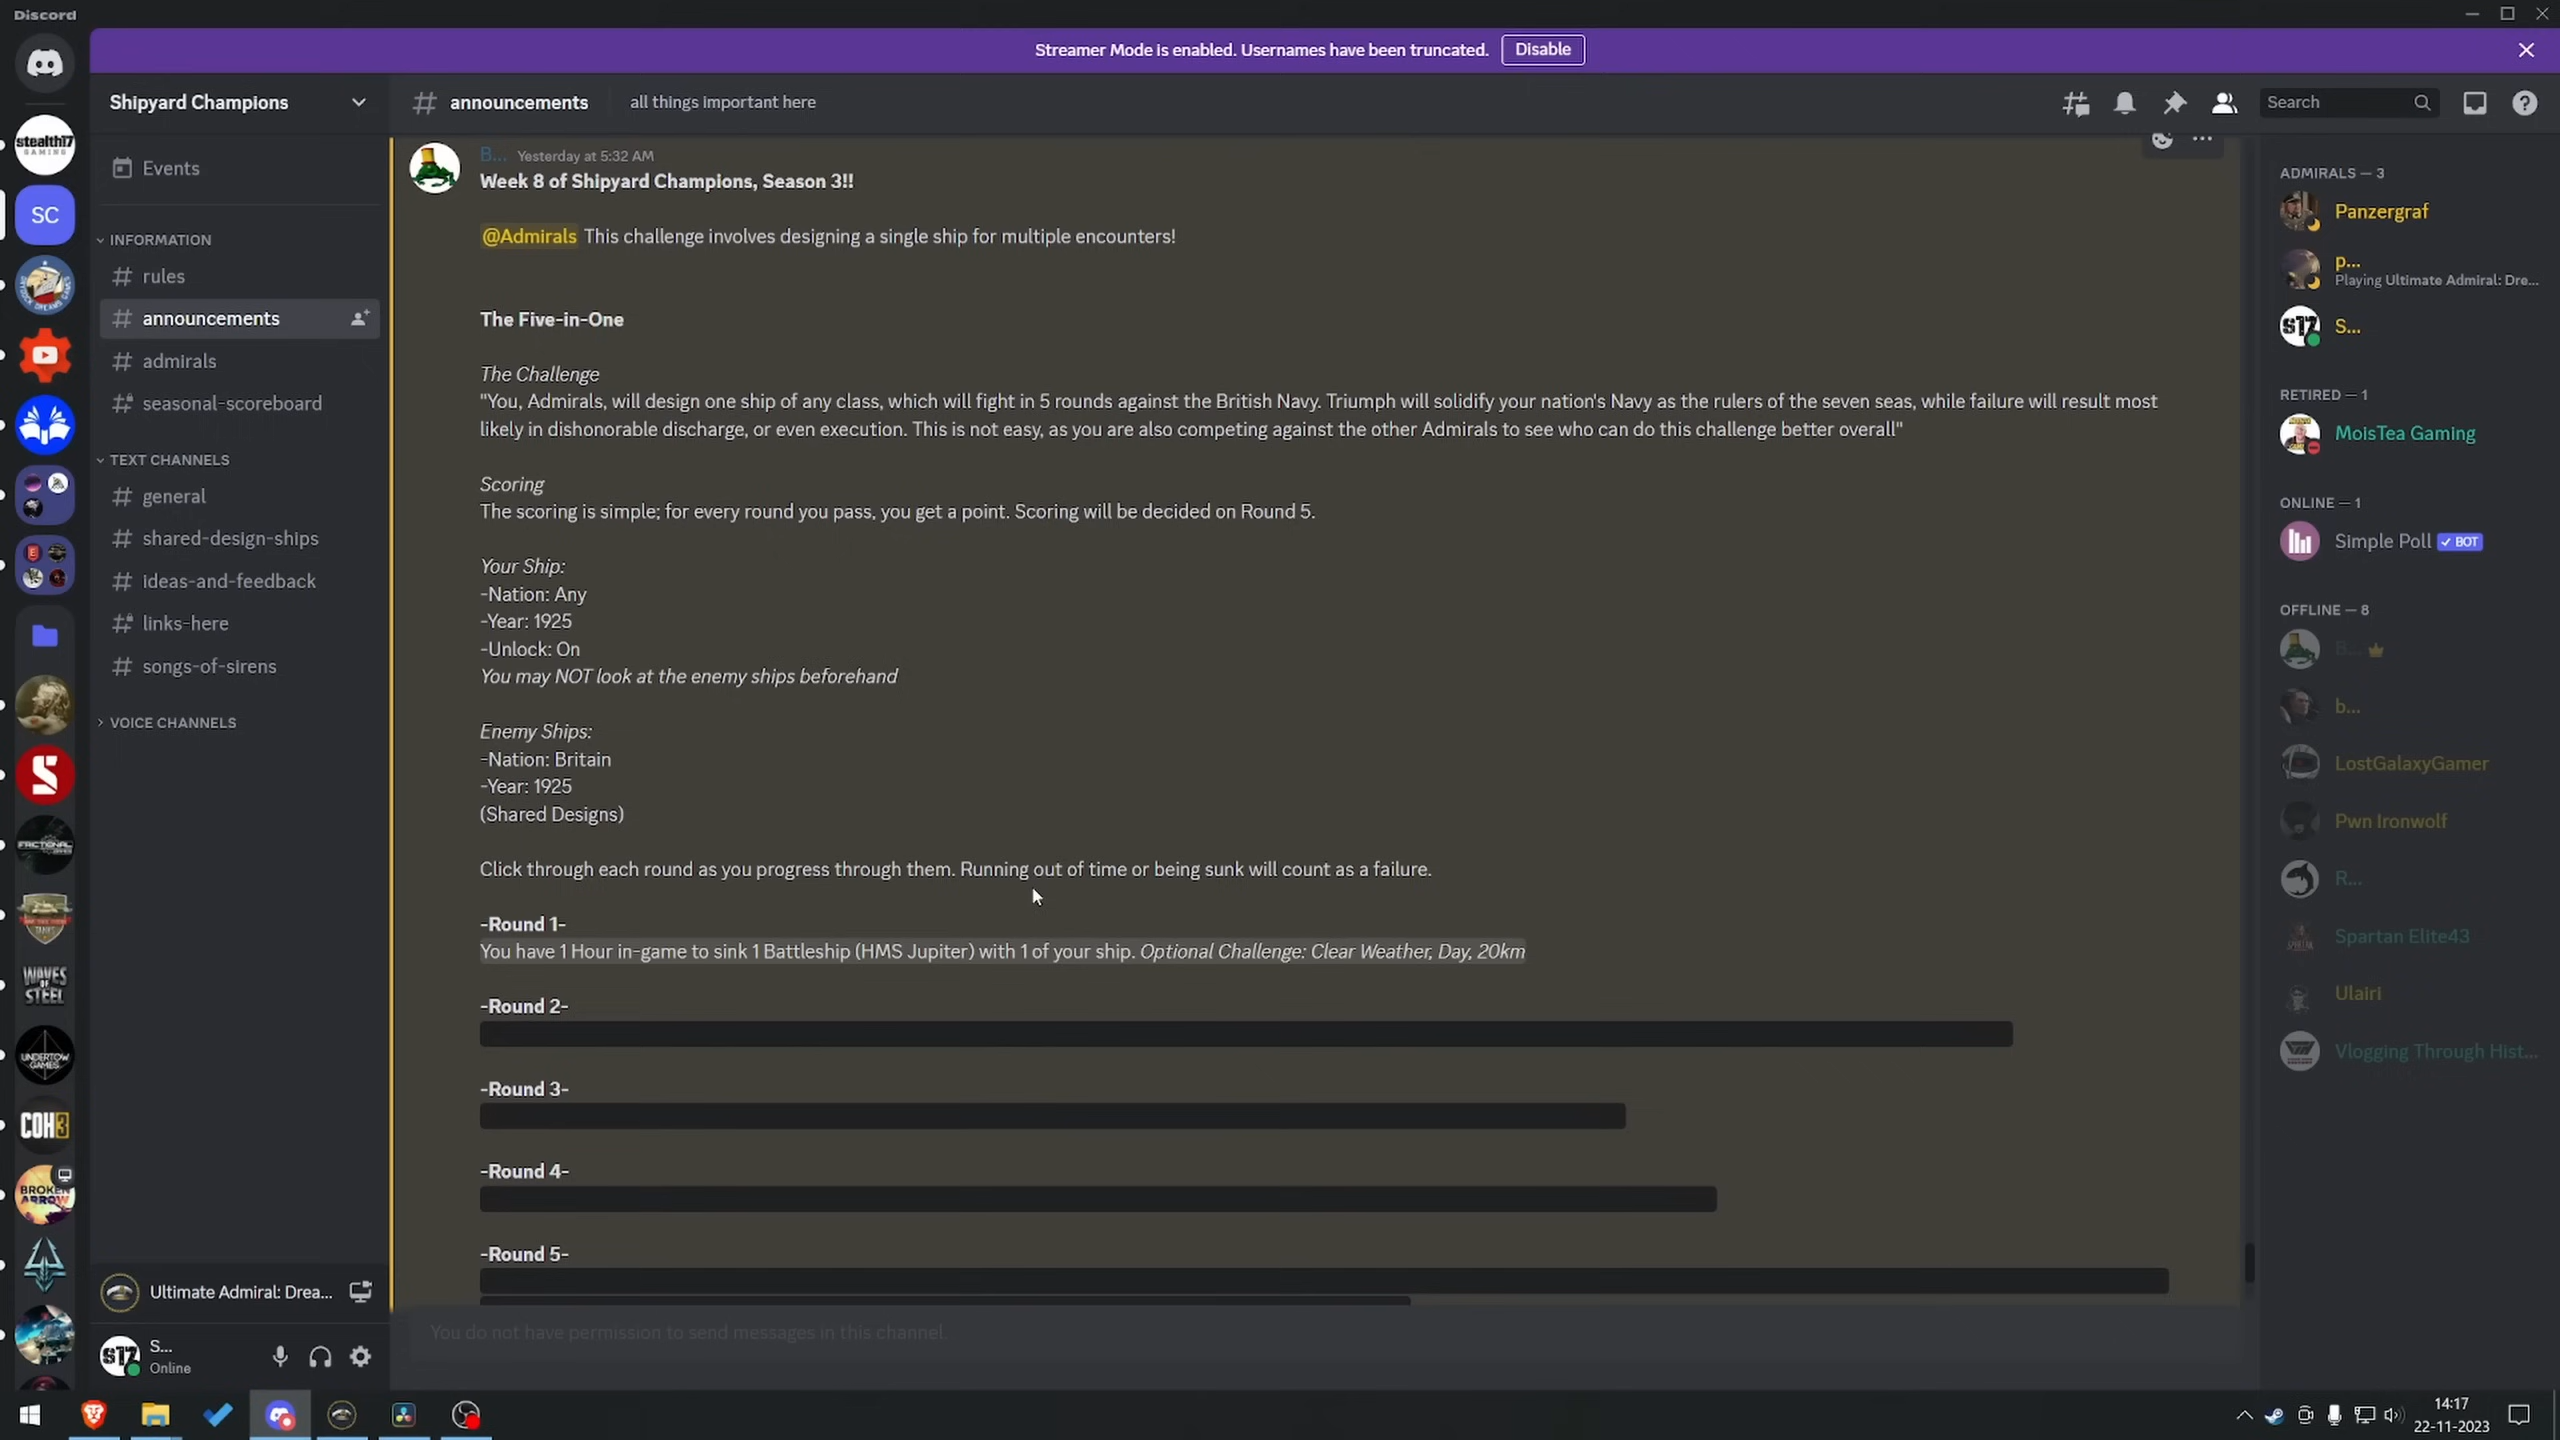 Discord
Streamer Mode is enabled. Usernames have been truncated. Disable
Shipyard Champions
announcements all things important here
Search
stealth17
GAMING
SC
Events
INFORMATION
rules
announcements
admirals
seasonal-scoreboard
TEXT CHANNELS
general
shared-design-ships
ideas-and-feedback
links-here
songs-of-sirens
VOICE CHANNELS
WAVES
OF
STEEL
UNDERTOW
GAMES
COH3
BROKEN
ARROW
B... Yesterday at 5:32 AM
Week 8 of Shipyard Champions, Season 3!!
@Admirals This challenge involves designing a single ship for multiple encounters!
The Five-in-One
The Challenge
"You, Admirals, will design one ship of any class, which will fight in 5 rounds against the British Navy. Triumph will solidify your nation's Navy as the rulers of the seven seas, while failure will result most
likely in dishonorable discharge, or even execution. This is not easy, as you are also competing against the other Admirals to see who can do this challenge better overall"
Scoring
The scoring is simple; for every round you pass, you get a point. Scoring will be decided on Round 5.
Your Ship:
-Nation: Any
-Year: 1925
-Unlock: On
You may NOT look at the enemy ships beforehand
Enemy Ships:
-Nation: Britain
-Year: 1925
(Shared Designs)
Click through each round as you progress through them. Running out of time or being sunk will count as a failure.
-Round 1-
You have 1 Hour in-game to sink 1 Battleship (HMS Jupiter) with 1 of your ship. Optional Challenge: Clear Weather, Day, 20km
-Round 2-
-Round 3-
-Round 4-
-Round 5-
You do not have permission to send messages in this channel.
ADMIRALS — 3
Panzergraf
p...
Playing Ultimate Admiral: Dre...
S17
S...
RETIRED — 1
MoisTea Gaming
ONLINE — 1
Simple Poll BOT
OFFLINE — 8
B...
b...
LostGalaxyGamer
Pwn Ironwolf
R...
Spartan Elite43
Ulairi
Vlogging Through Hist...
Ultimate Admiral: Drea...
S17
S...
Online
14:17
22-11-2023